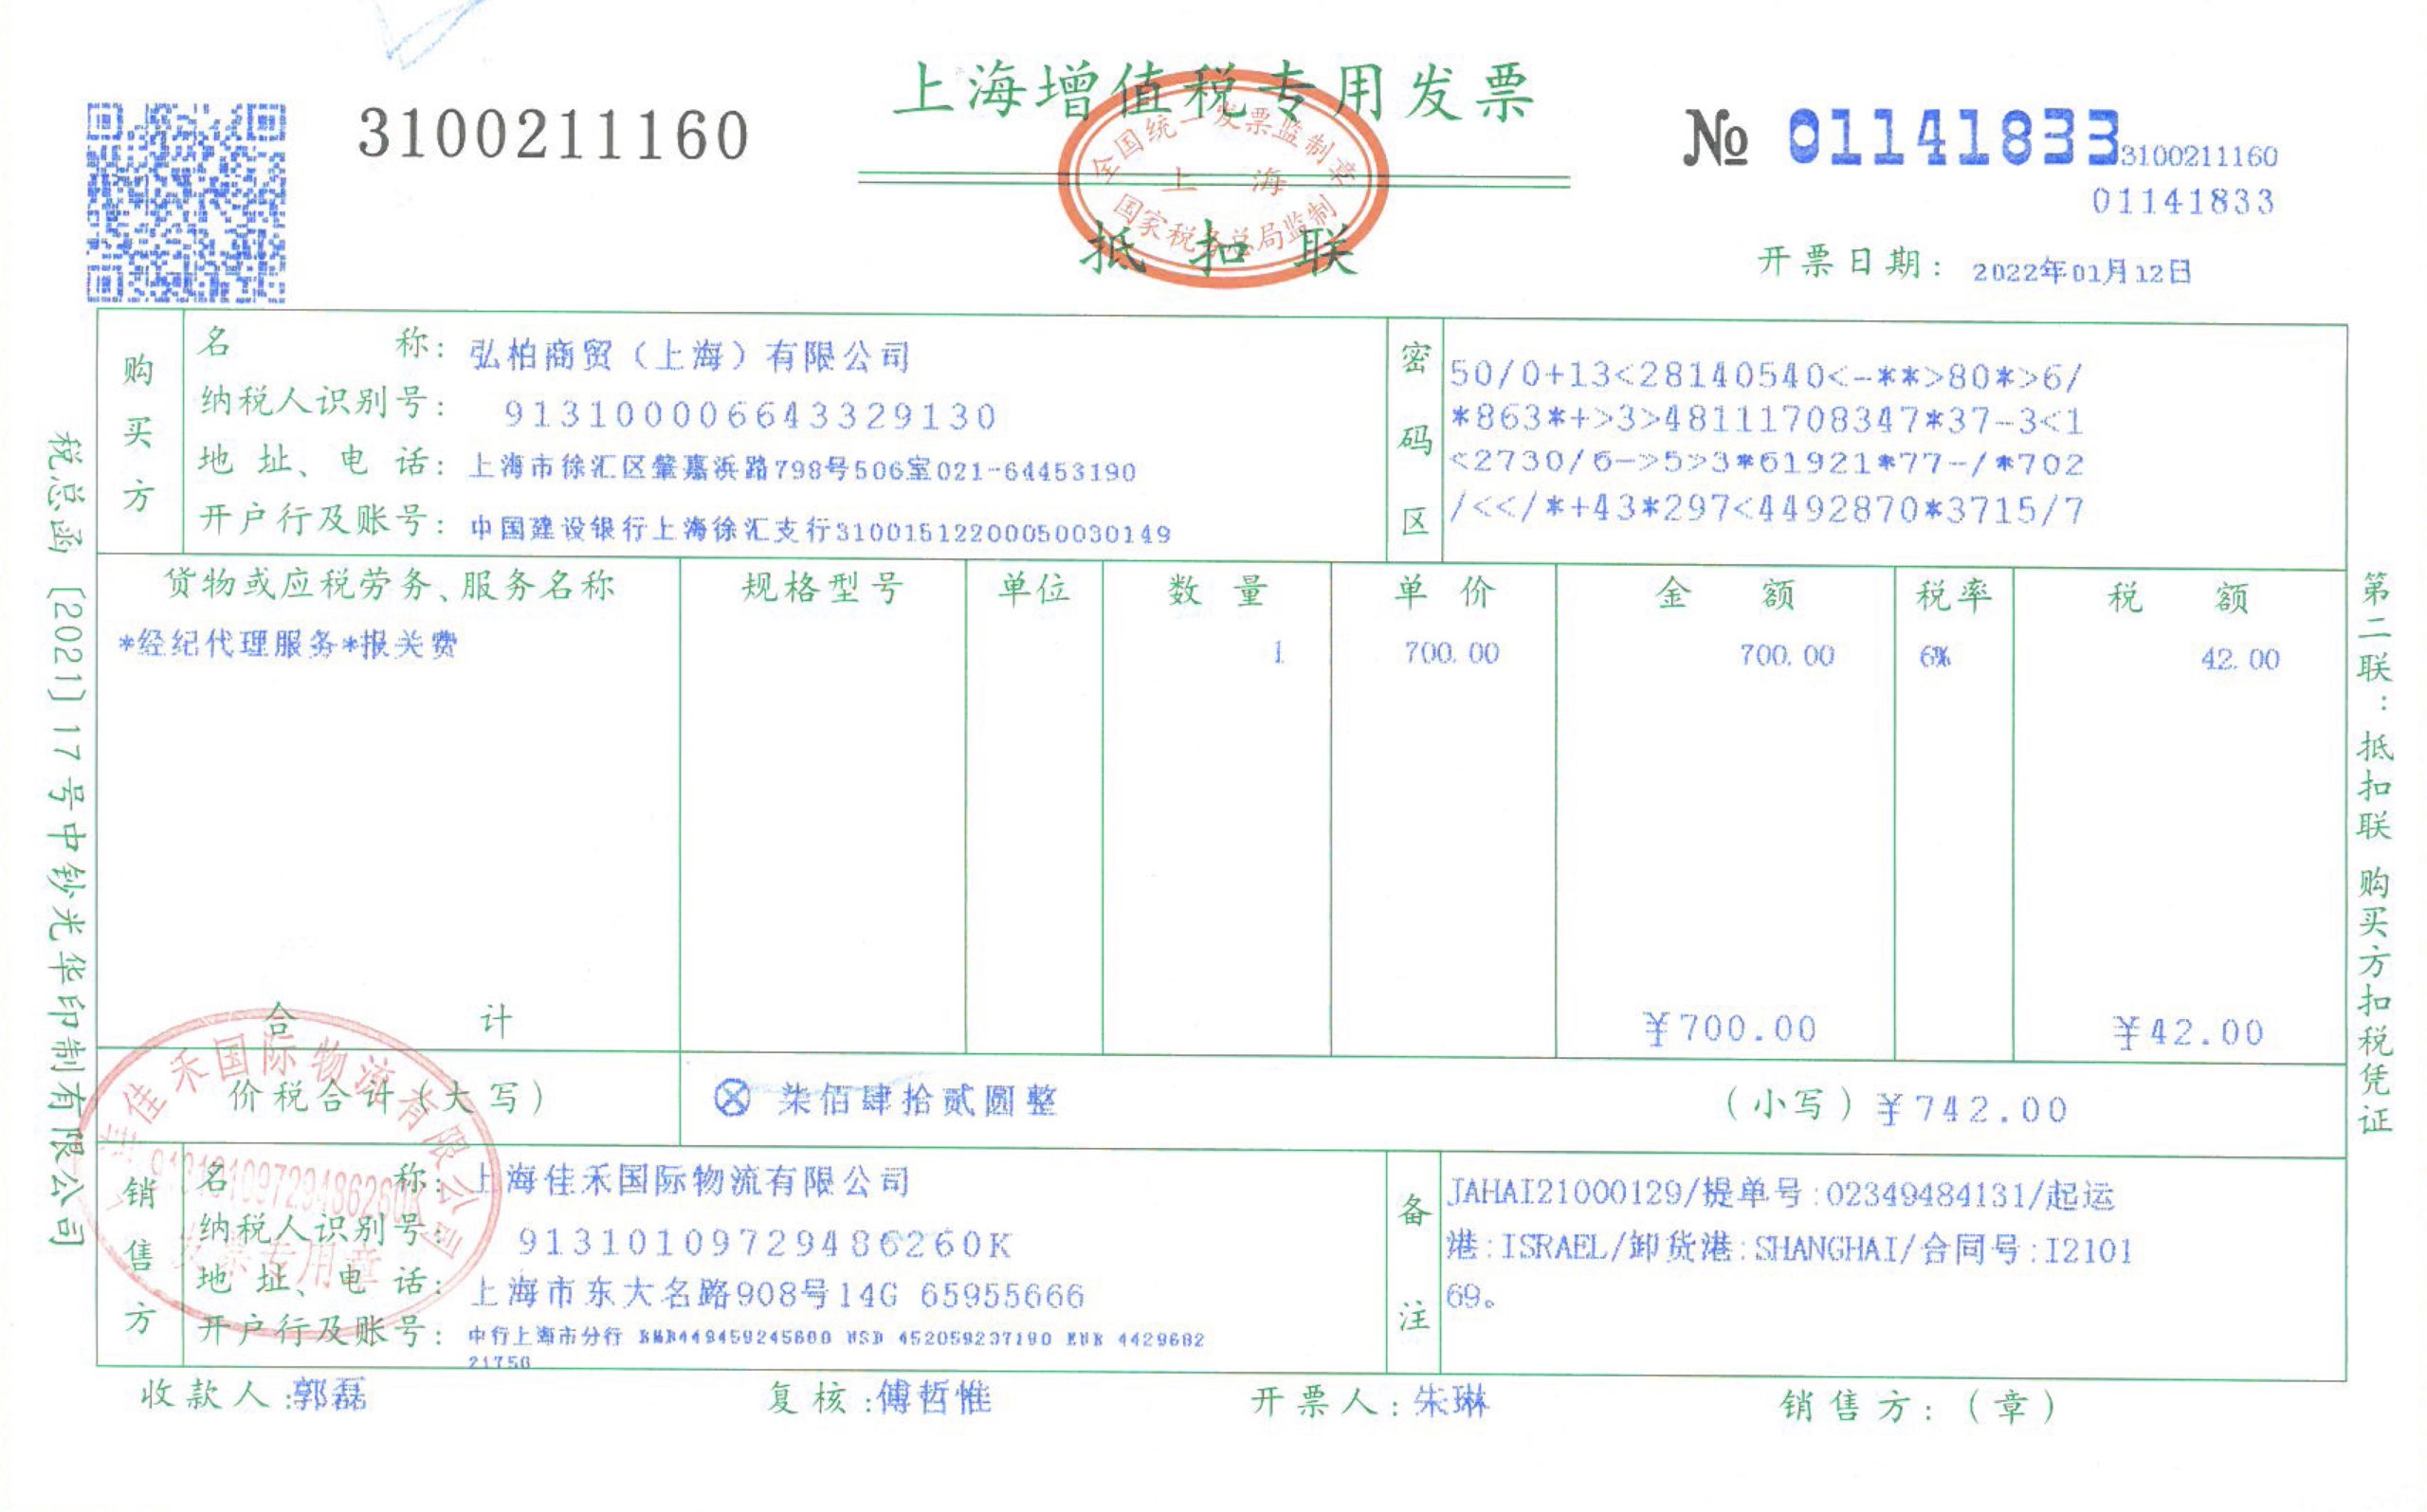 上海增值税专用发票
3100211160
№ 01141833
3100211160
01141833
全国统一发票监制章
上海
国家税务总局监制
抵扣联
开票日期：2022年01月12日
购买方
名称：弘柏商贸（上海）有限公司
纳税人识别号：913100006643329130
地址、电话：上海市徐汇区肇嘉浜路798号506室021-64453190
开户行及账号：中国建设银行上海徐汇支行31001512200050030149
密码区
50/0+13<28140540<-**>80*>6/
*863*+>3>48111708347*37-3<1
<2730/6->5>3*61921*77-/*702
/<</*+43*297<4492870*3715/7
货物或应税劳务、服务名称 规格型号 单位 数量 单价 金额 税率 税额
*经纪代理服务*报关费 1 700.00 700.00 6% 42.00
合计 ¥700.00 ¥42.00
价税合计（大写） ⊗ 柒佰肆拾贰圆整 （小写）¥742.00
销售方
名称：上海佳禾国际物流有限公司
纳税人识别号：91310109729486260K
地址、电话：上海市东大名路908号14G 65955666
开户行及账号：中行上海市分行 RMB449459245600 USD 452059237190 EUR 4429682
21750
备注
JAHAI21000129/提单号:02349484131/起运
港:ISRAEL/卸货港:SHANGHAI/合同号:I2101
69。
收款人:郭磊 复核:傅哲惟 开票人:朱琳 销售方:（章）
税总函〔2021〕17号中钞光华印制有限公司
第二联：抵扣联 购买方扣税凭证
上海佳禾国际物流有限公司
91310109729486260K
发票专用章